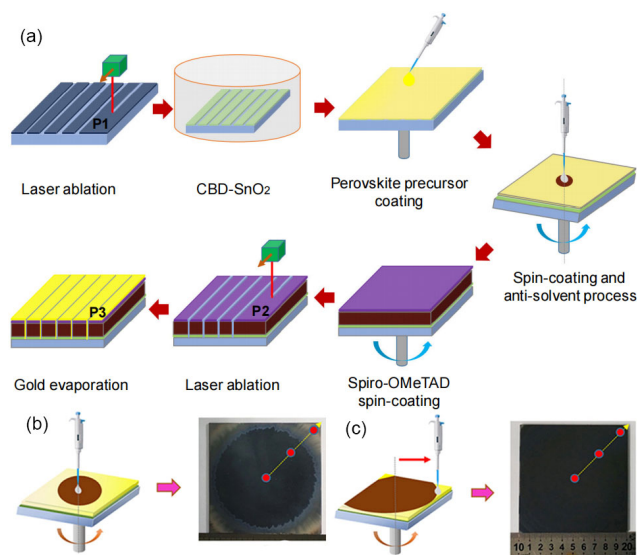 (a)
P1
Laser ablation
CBD-SnO₂
Perovskite precursor
coating
Spin-coating and
anti-solvent process
P3
P2
Gold evaporation
Laser ablation
Spiro-OMeTAD
spin-coating
(b)
(c)
10 1 2 3 4 5 6 7 8 9 20